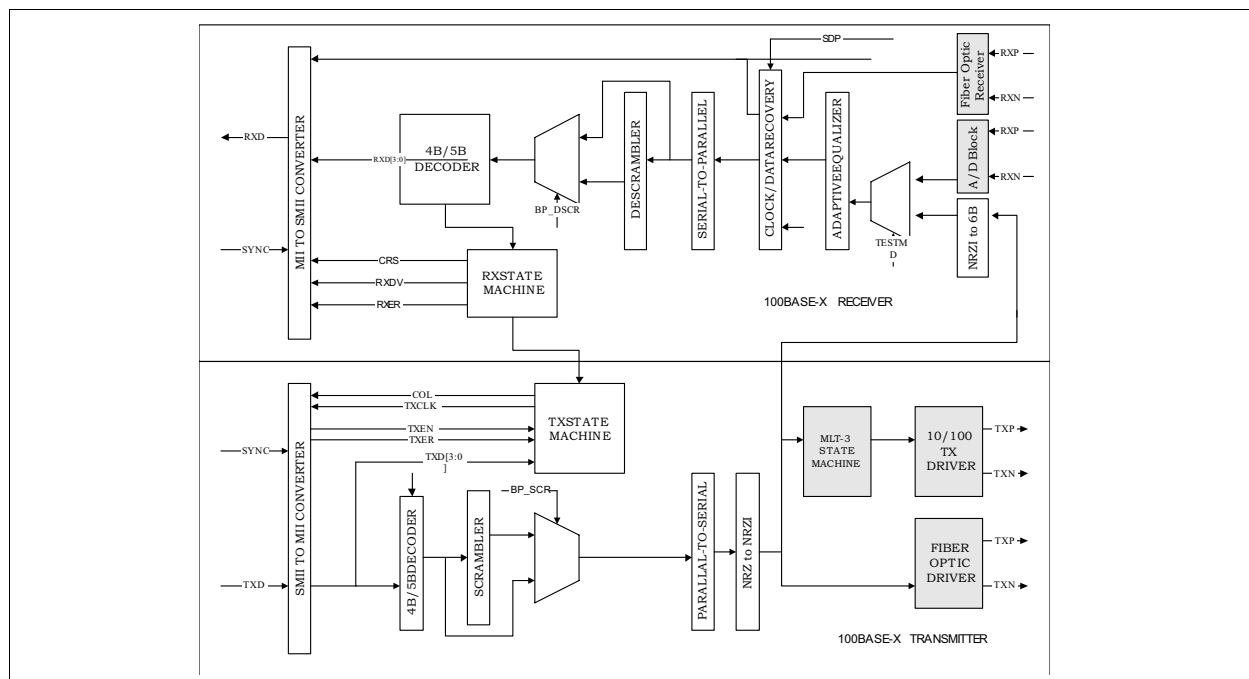 SDP
RXP
Fiber Optic
Receiver
RXN
RXP
A/D Block
RXN
NRZI to 6B
TESTM
D
ADAPTIVEEQUALIZER
CLOCK/DATARECOVERY
SERIAL-TO-PARALLEL
DESCRAMBLER
BP_DSCR
4B/5B
DECODER
RXD[3:0]
MII TO SMII CONVERTER
RXD
SYNC
CRS
RXDV
RXER
RXSTATE
MACHINE
100BASE-X RECEIVER
SMII TO MII CONVERTER
SYNC
TXD
COL
TXCLK
TXEN
TXER
TXD[3:0
]
TXSTATE
MACHINE
4B/5BDECODER
SCRAMBLER
BP_SCR
PARALLAL-TO-SERIAL
NRZ to NRZI
MLT-3
STATE
MACHINE
10/100
TX
DRIVER
TXP
TXN
FIBER
OPTIC
DRIVER
TXP
TXN
100BASE-X TRANSMITTER